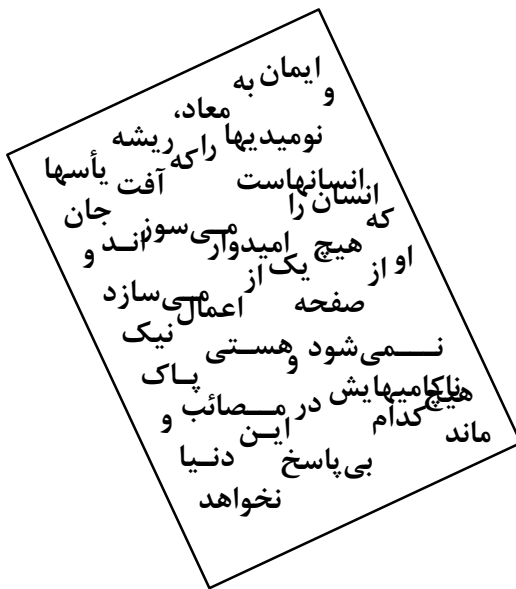 ایمان به معاد، ریشه یأسها
و نومیدیها را که آفت جان
انسانهاست می‌سوزاند و
انسان را امیدوار می‌سازد
که هیچ یک از اعمال نیک
او از صفحه هستی پاک
نمی‌شود و مصائب و
ناکامیهایش در این دنیا
هیچ کدام بی‌پاسخ نخواهد
ماند